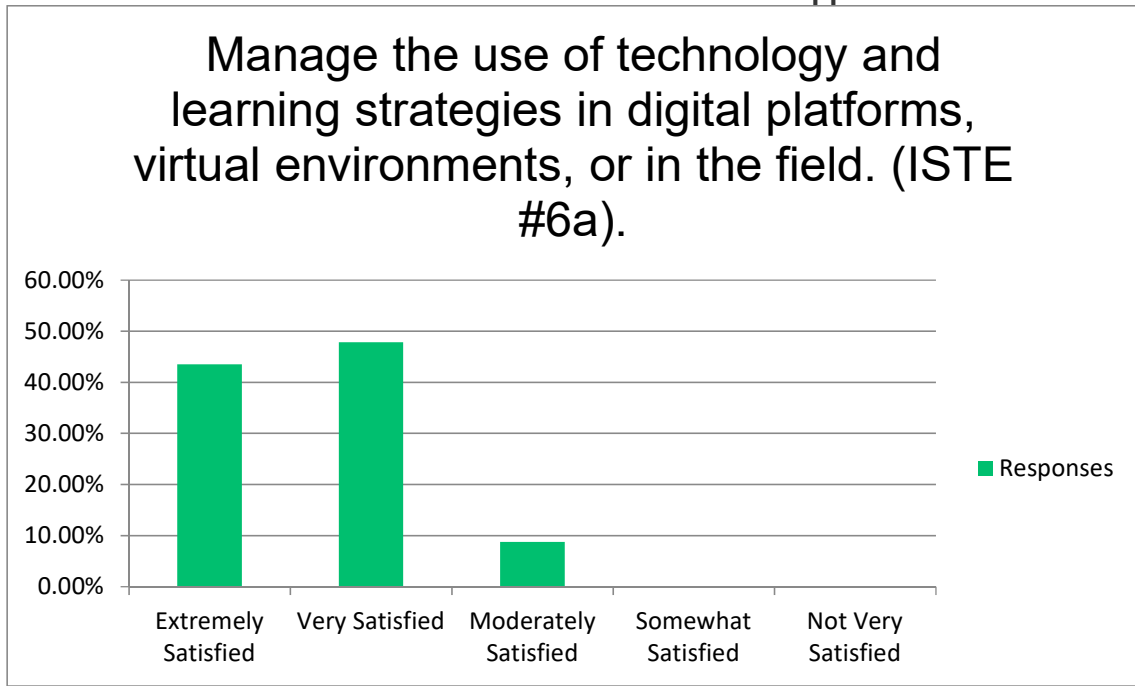 Manage the use of technology and
learning strategies in digital platforms,
virtual environments, or in the field. (ISTE
#6a).
60.00%
50.00%
40.00%
30.00%
20.00%
10.00%
0.00%
Extremely Satisfied
Very Satisfied
Moderately Satisfied
Somewhat Satisfied
Not Very Satisfied
Responses